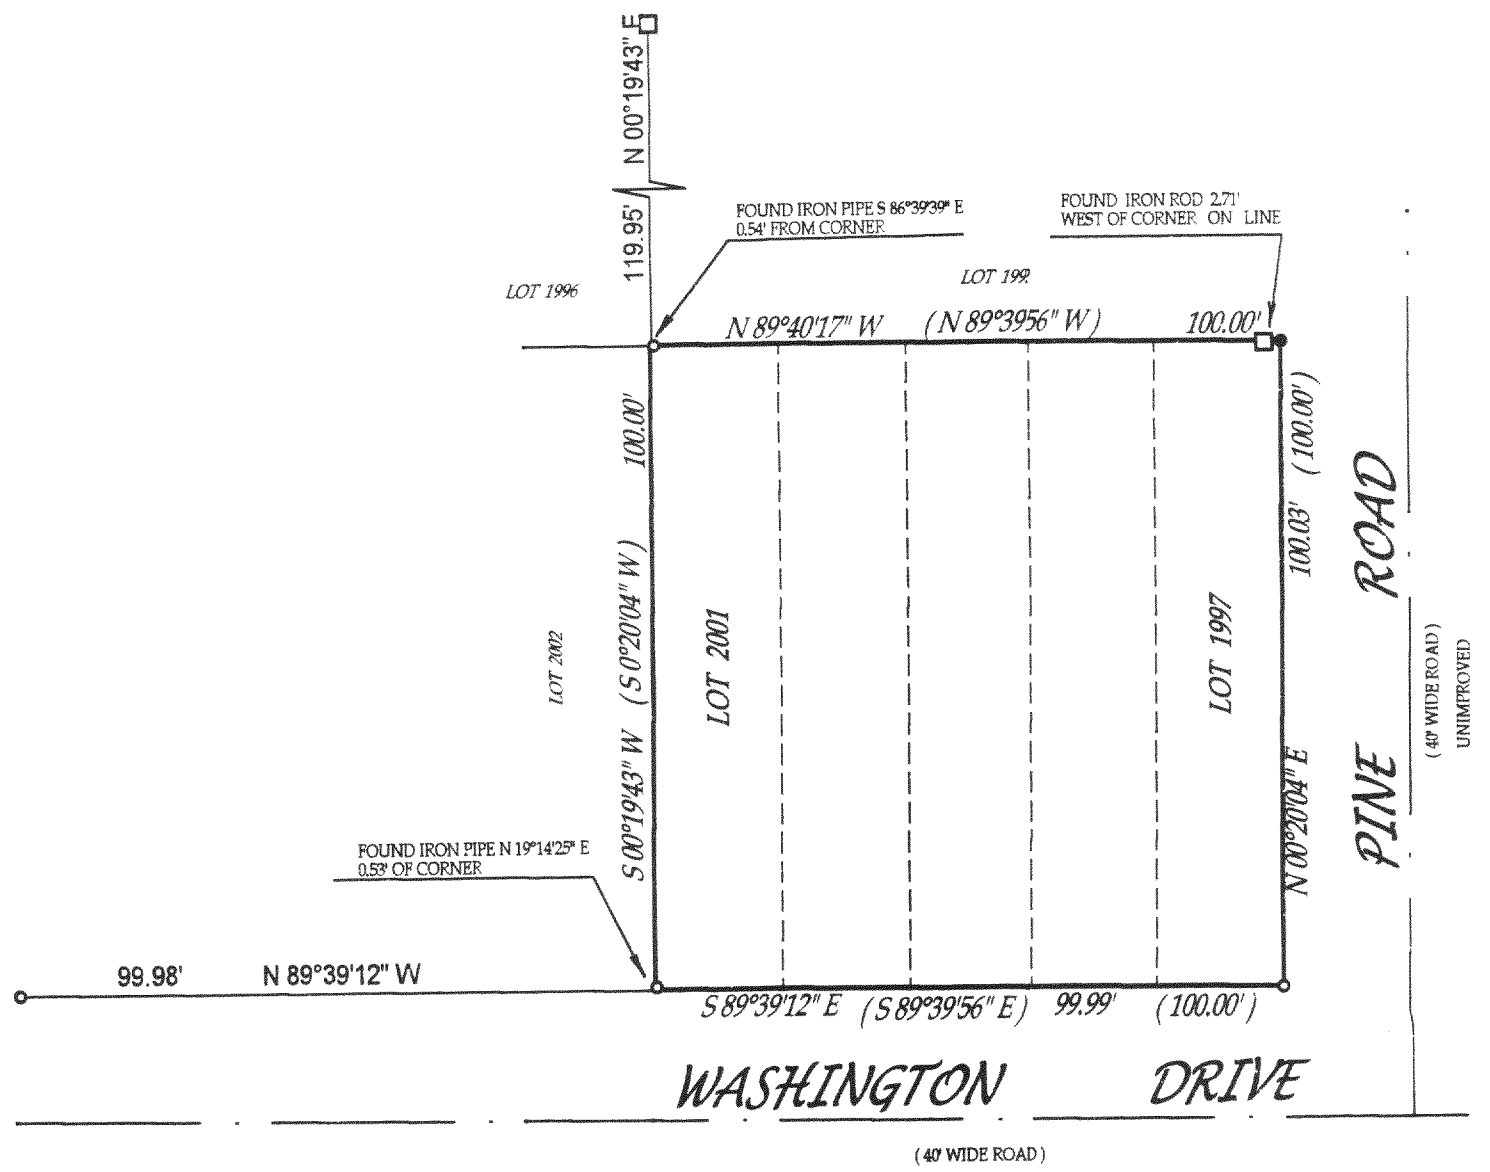 N 00°19'43" E
119.95'
FOUND IRON PIPE S 86°39'39" E
0.54' FROM CORNER
FOUND IRON ROD 2.71'
WEST OF CORNER ON LINE
LOT 1996
LOT 199
N 89°40'17" W (N 89°39'56" W) 100.00'
100.00'
(S 0°20'04" W)
S 00°19'43" W
LOT 2002
LOT 2001
LOT 1997
(100.00')
100.03'
N 00°20'04" E
PINE ROAD
(40' WIDE ROAD)
UNIMPROVED
FOUND IRON PIPE N 19°14'25" E
0.53' OF CORNER
99.98' N 89°39'12" W
S 89°39'12" E (S 89°39'56" E) 99.99' (100.00')
WASHINGTON DRIVE
(40' WIDE ROAD)